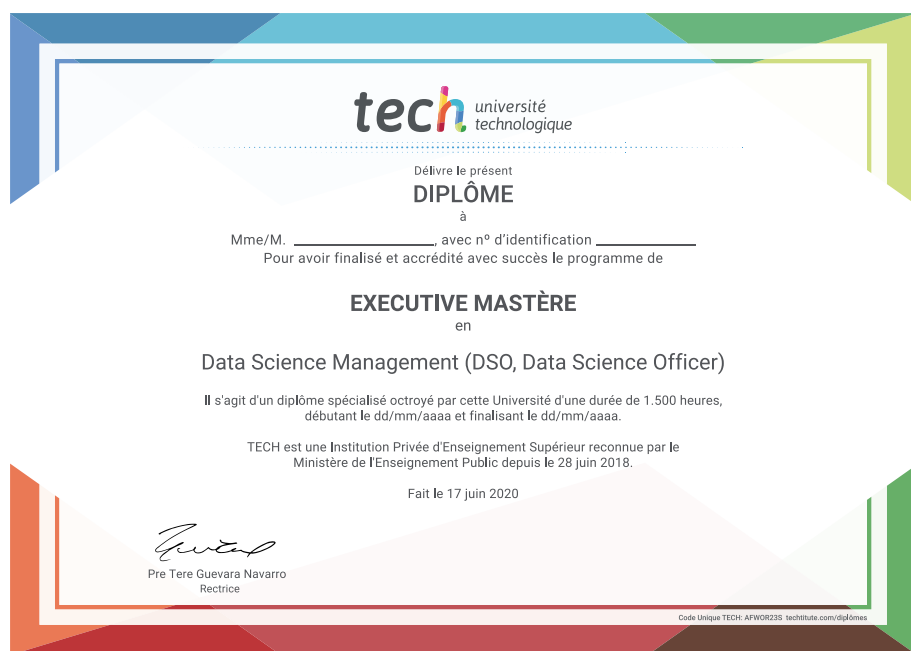 tech université
technologique
Délivre le présent
DIPLÔME
à
Mme/M. ____________________, avec nº d'identification ______________
Pour avoir finalisé et accrédité avec succès le programme de
EXECUTIVE MASTÈRE
en
Data Science Management (DSO, Data Science Officer)
Il s'agit d'un diplôme spécialisé octroyé par cette Université d'une durée de 1.500 heures,
débutant le dd/mm/aaaa et finalisant le dd/mm/aaaa.
TECH est une Institution Privée d'Enseignement Supérieur reconnue par le
Ministère de l'Enseignement Public depuis le 28 juin 2018.
Fait le 17 juin 2020
Pre Tere Guevara Navarro
Rectrice
Code Unique TECH: AFWOR23S techtitute.com/diplômes